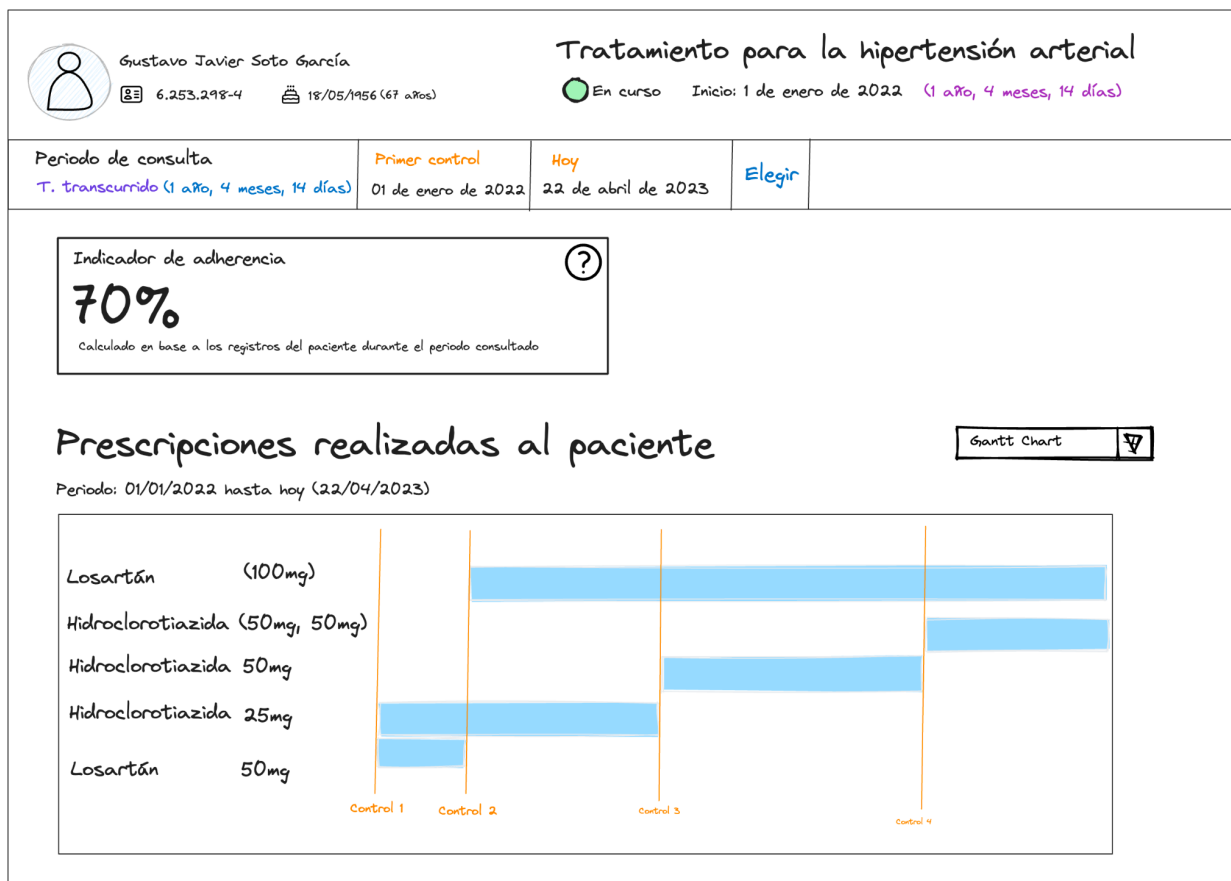 Gustavo Javier Soto García
6.253.298-4
18/05/1956 (67 años)
Tratamiento para la hipertensión arterial
En curso
Inicio: 1 de enero de 2022
(1 año, 4 meses, 14 días)
Periodo de consulta
T. transcurrido (1 año, 4 meses, 14 días)
Primer control
01 de enero de 2022
Hoy
22 de abril de 2023
Elegir
Indicador de adherencia
?
70%
Calculado en base a los registros del paciente durante el periodo consultado
Prescripciones realizadas al paciente
Gantt Chart
Periodo: 01/01/2022 hasta hoy (22/04/2023)
Losartán (100mg)
Hidroclorotiazida (50mg, 50mg)
Hidroclorotiazida 50mg
Hidroclorotiazida 25mg
Losartán 50mg
Control 1
Control 2
Control 3
Control 4